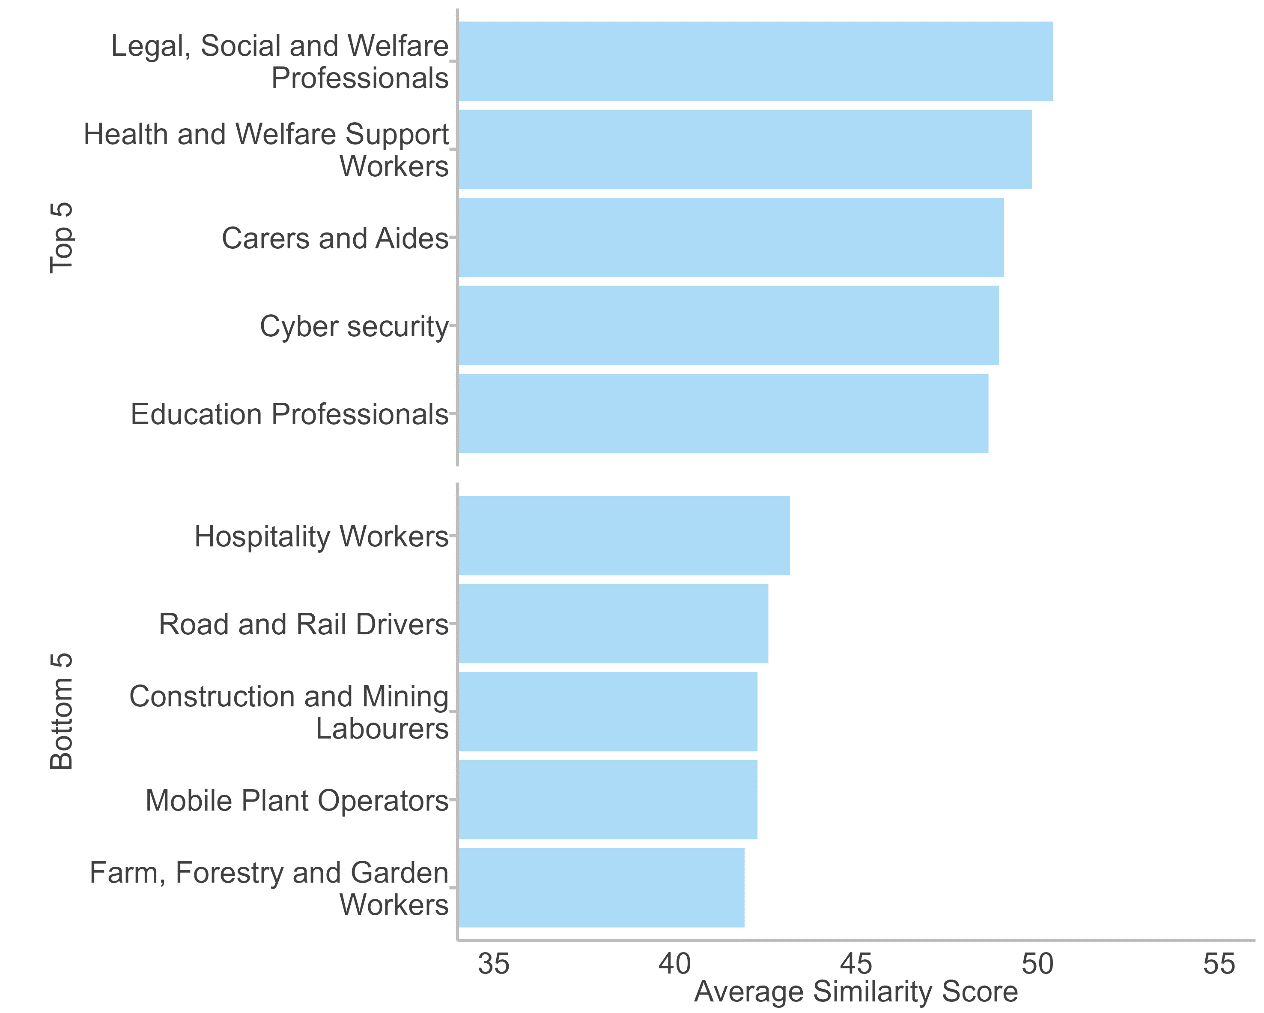 Top 5
Legal, Social and Welfare
Professionals
Health and Welfare Support
Workers
Carers and Aides
Cyber security
Education Professionals
Bottom 5
Hospitality Workers
Road and Rail Drivers
Construction and Mining
Labourers
Mobile Plant Operators
Farm, Forestry and Garden
Workers
35 40 45 50 55
Average Similarity Score